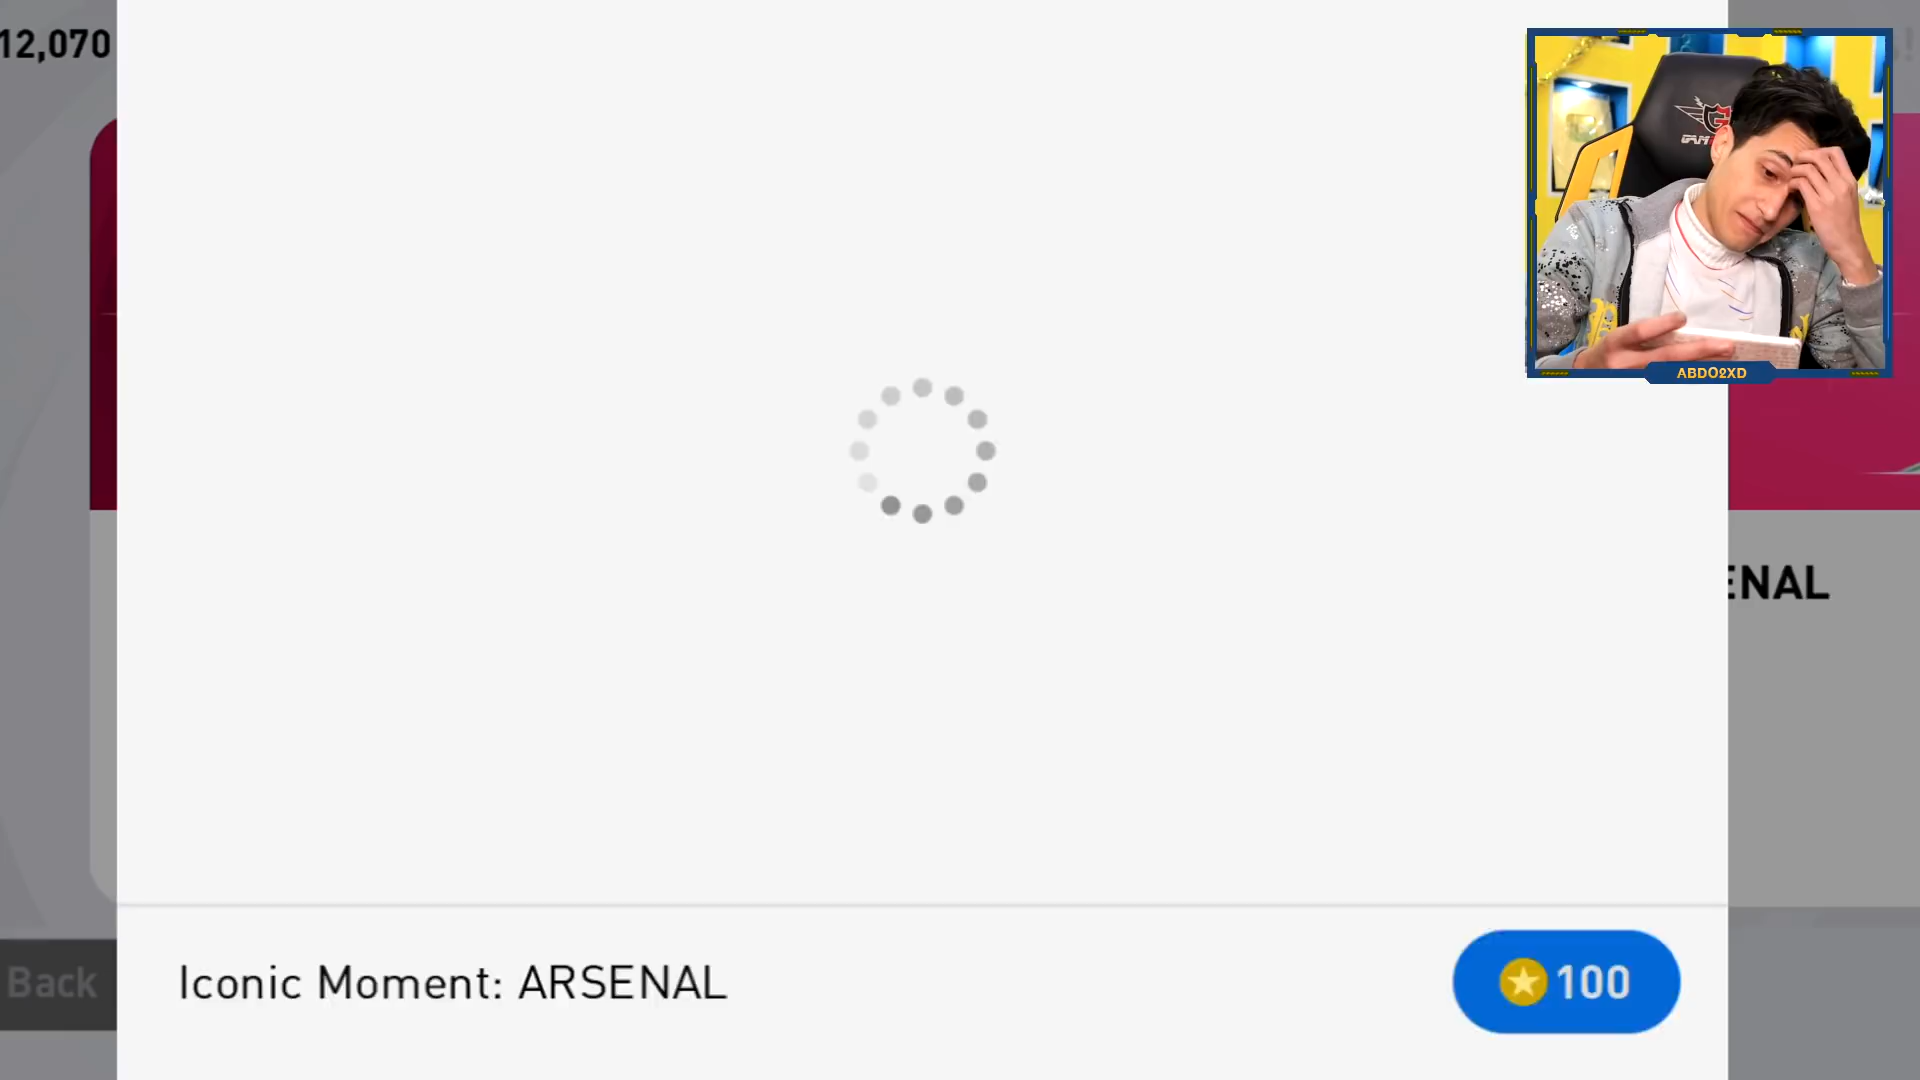 12,070
ABDO2XD
ENAL
Back
Iconic Moment: ARSENAL
100